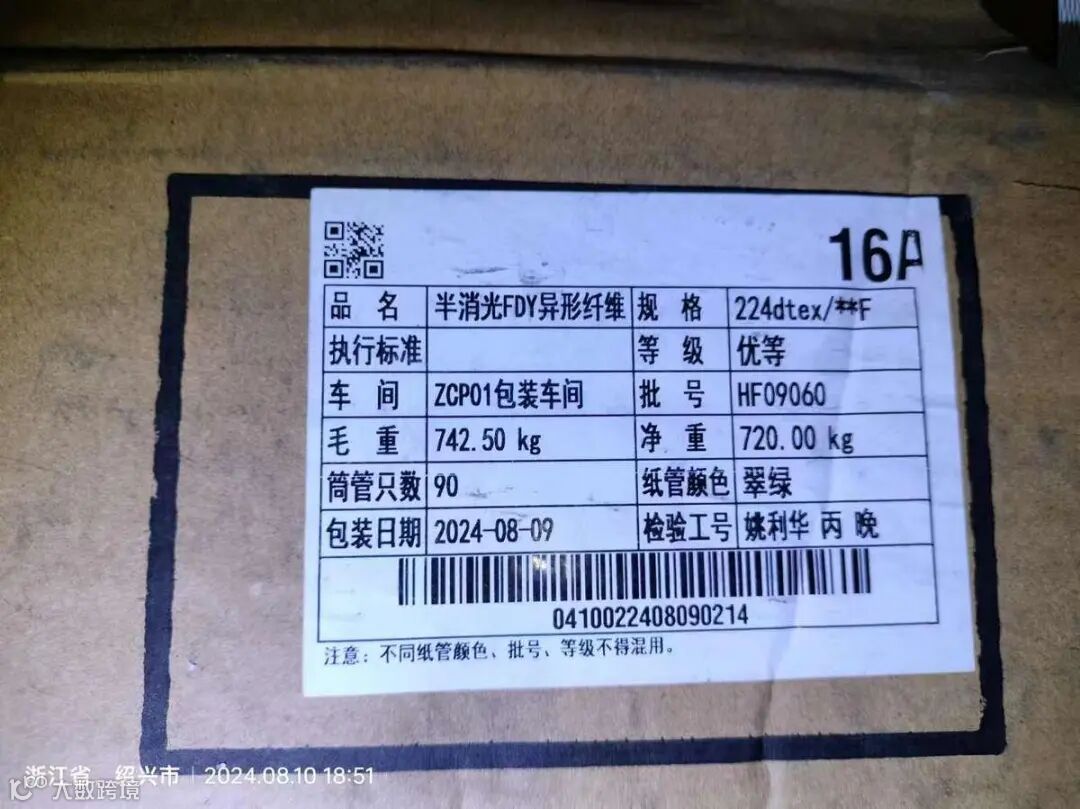 16A
品 名 半消光FDY异形纤维 规 格 224dtex/**F
执行标准 等 级 优等
车 间 ZCP01包装车间 批 号 HF09060
毛 重 742.50 kg 净 重 720.00 kg
筒管只数 90 纸管颜色 翠绿
包装日期 2024-08-09 检验工号 姚利华 丙 晚
0410022408090214
注意：不同纸管颜色、批号、等级不得混用。
浙江省 绍兴市 | 2024.08.10 18:51
大数跨境